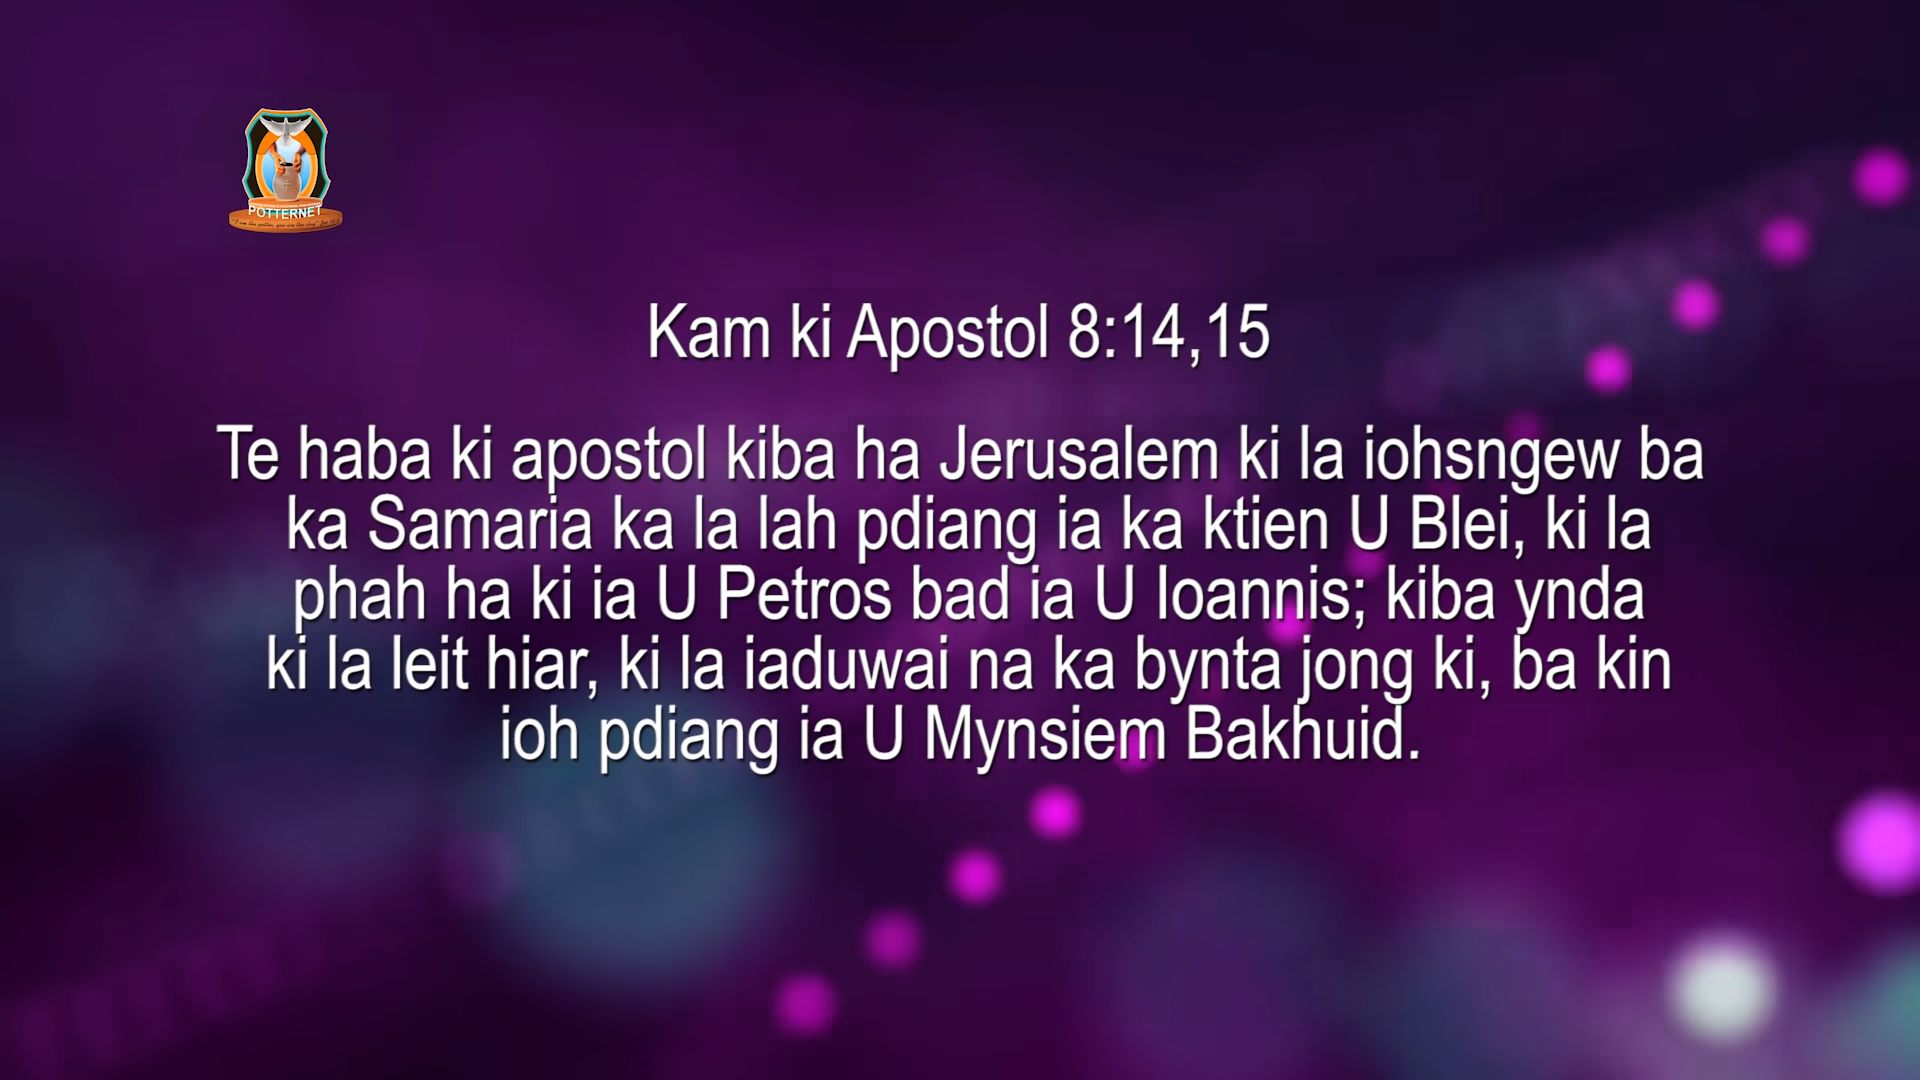 POTTERNET
Kam ki Apostol 8:14,15
Te haba ki apostol kiba ha Jerusalem ki la iohsngew ba
ka Samaria ka la lah pdiang ia ka ktien U Blei, ki la
phah ha ki ia U Petros bad ia U Ioannis; kiba ynda
ki la leit hiar, ki la iaduwai na ka bynta jong ki, ba kin
ioh pdiang ia U Mynsiem Bakhuid.